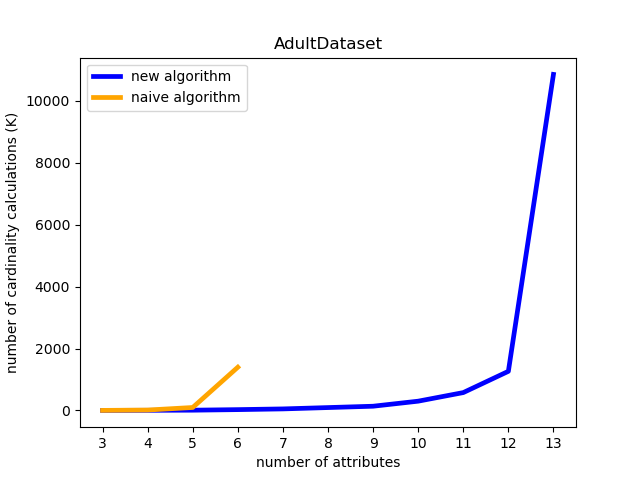 AdultDataset
new algorithm
naive algorithm
number of cardinality calculations (K)
10000
8000
6000
4000
2000
0
3 4 5 6 7 8 9 10 11 12 13
number of attributes